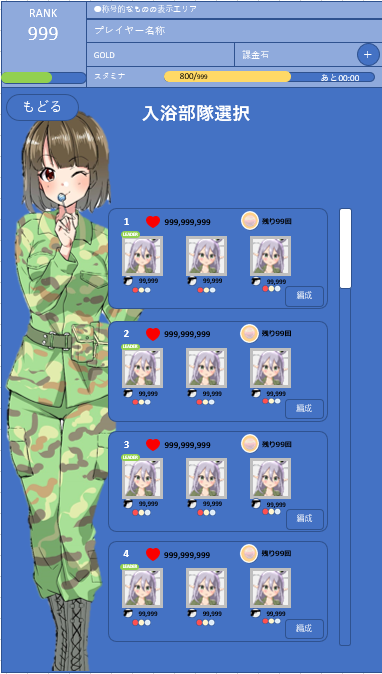 RANK
999
●称号的なものの表示エリア
プレイヤー名称
GOLD
課金石
+
スタミナ
800/999
あと00:00
もどる
入浴部隊選択
1
999,999,999
残り99回
LEADER
99,999
99,999
99,999
編成
2
999,999,999
残り99回
LEADER
99,999
99,999
99,999
編成
3
999,999,999
残り99回
LEADER
99,999
99,999
99,999
編成
4
999,999,999
残り99回
LEADER
99,999
99,999
99,999
編成